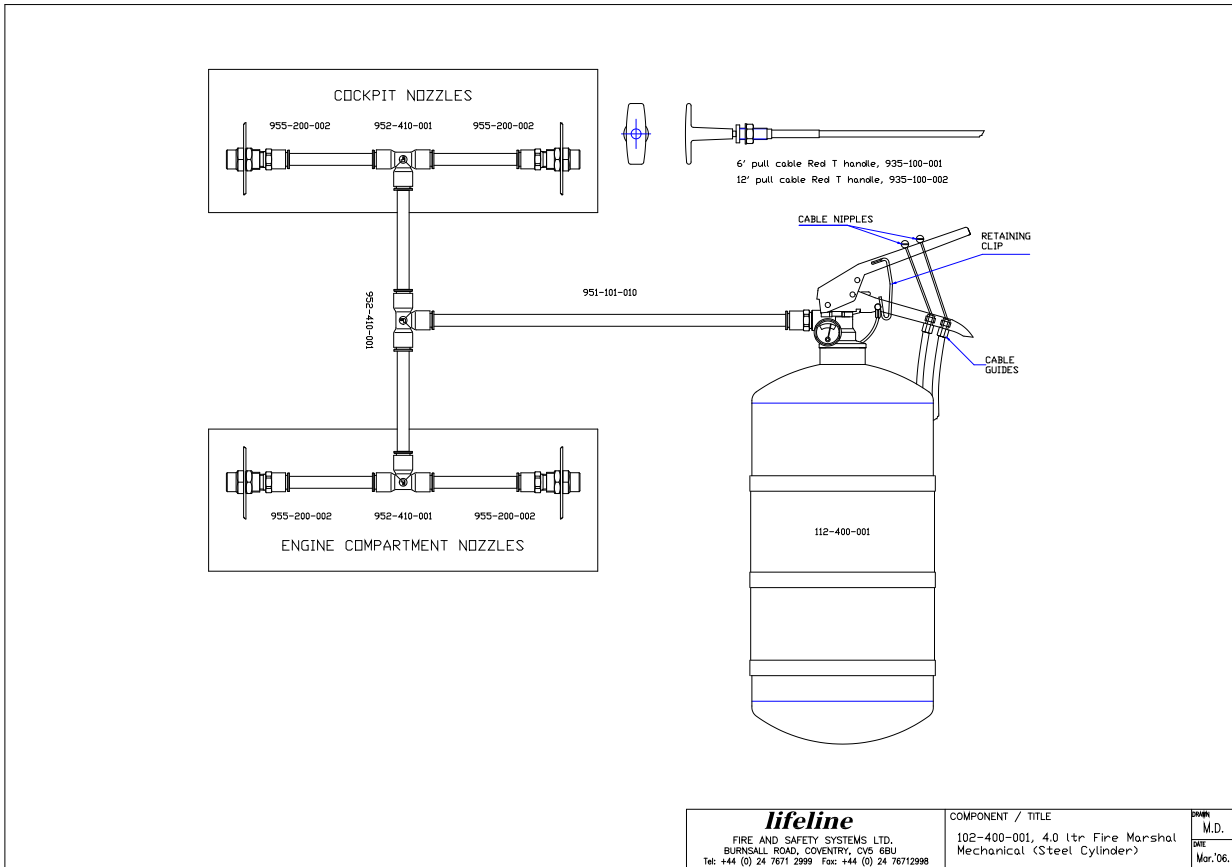 COCKPIT NOZZLES
955-200-002 952-410-001 955-200-002
6' pull cable Red T handle, 935-100-001
12' pull cable Red T handle, 935-100-002
CABLE NIPPLES
RETAINING
CLIP
951-101-010
952-410-001
CABLE
GUIDES
955-200-002 952-410-001 955-200-002
ENGINE COMPARTMENT NOZZLES
112-400-001
lifeline
FIRE AND SAFETY SYSTEMS LTD.
BURNSALL ROAD, COVENTRY, CV5 6BU
Tel: +44 (0) 24 7671 2999 Fax: +44 (0) 24 76712998
COMPONENT / TITLE
102-400-001, 4.0 ltr Fire Marshal
Mechanical (Steel Cylinder)
DRAWN
M.D.
DATE
Mar.'06